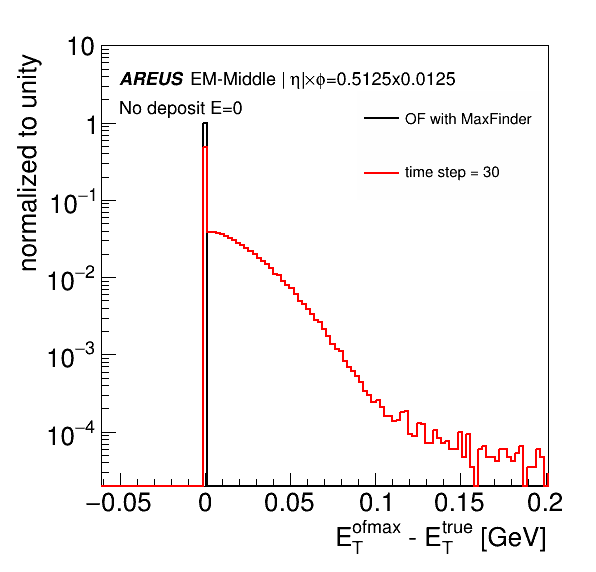 10
AREUS EM-Middle | η|×ϕ=0.5125x0.0125
No deposit E=0
OF with MaxFinder
time step = 30
normalized to unity
1
10⁻¹
10⁻²
10⁻³
10⁻⁴
−0.05 0 0.05 0.1 0.15 0.2
E_T^ofmax - E_T^true [GeV]